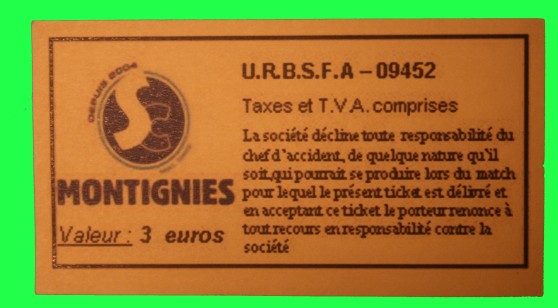 DEPUIS 2004
MONTIGNIES
Valeur : 3 euros
U.R.B.S.F.A – 09452
Taxes et T.V.A. comprises
La société décline toute responsabilité du
chef d'accident, de quelque nature qu'il
soit,qui pourrait se produire lors du match
pour lequel le présent ticket est délivré et
en acceptant ce ticket le porteur renonce à
tout recours en responsabilité contre la
société